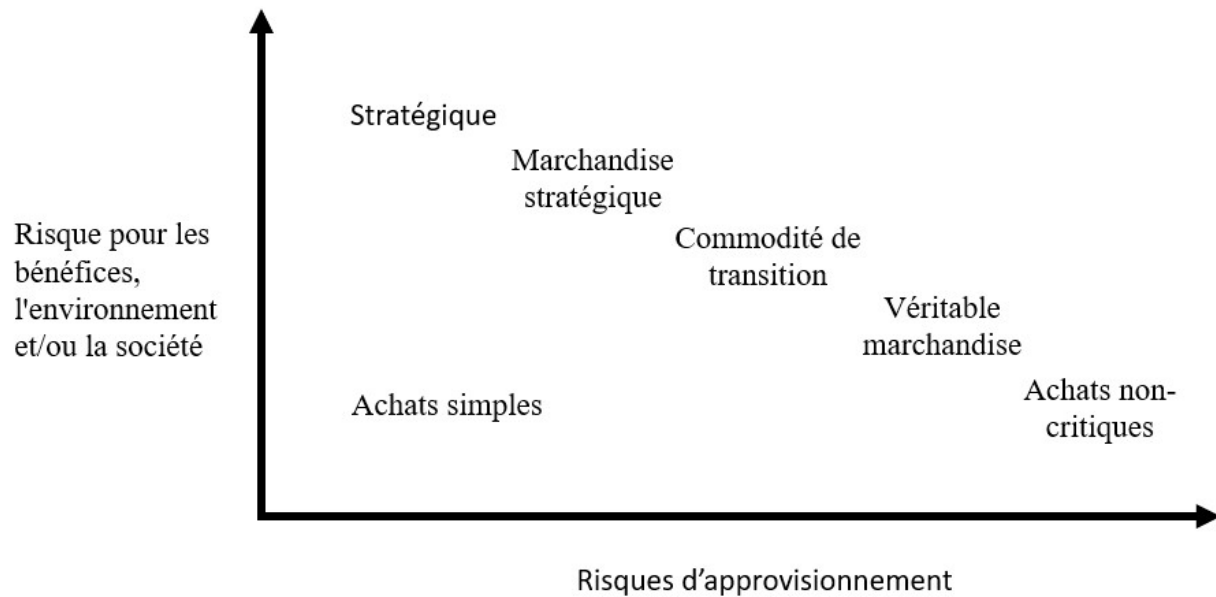 Stratégique
Marchandise
stratégique
Commodité de
transition
Risque pour les
bénéfices,
l'environnement
et/ou la société
Véritable
marchandise
Achats simples
Achats non-
critiques
Risques d’approvisionnement